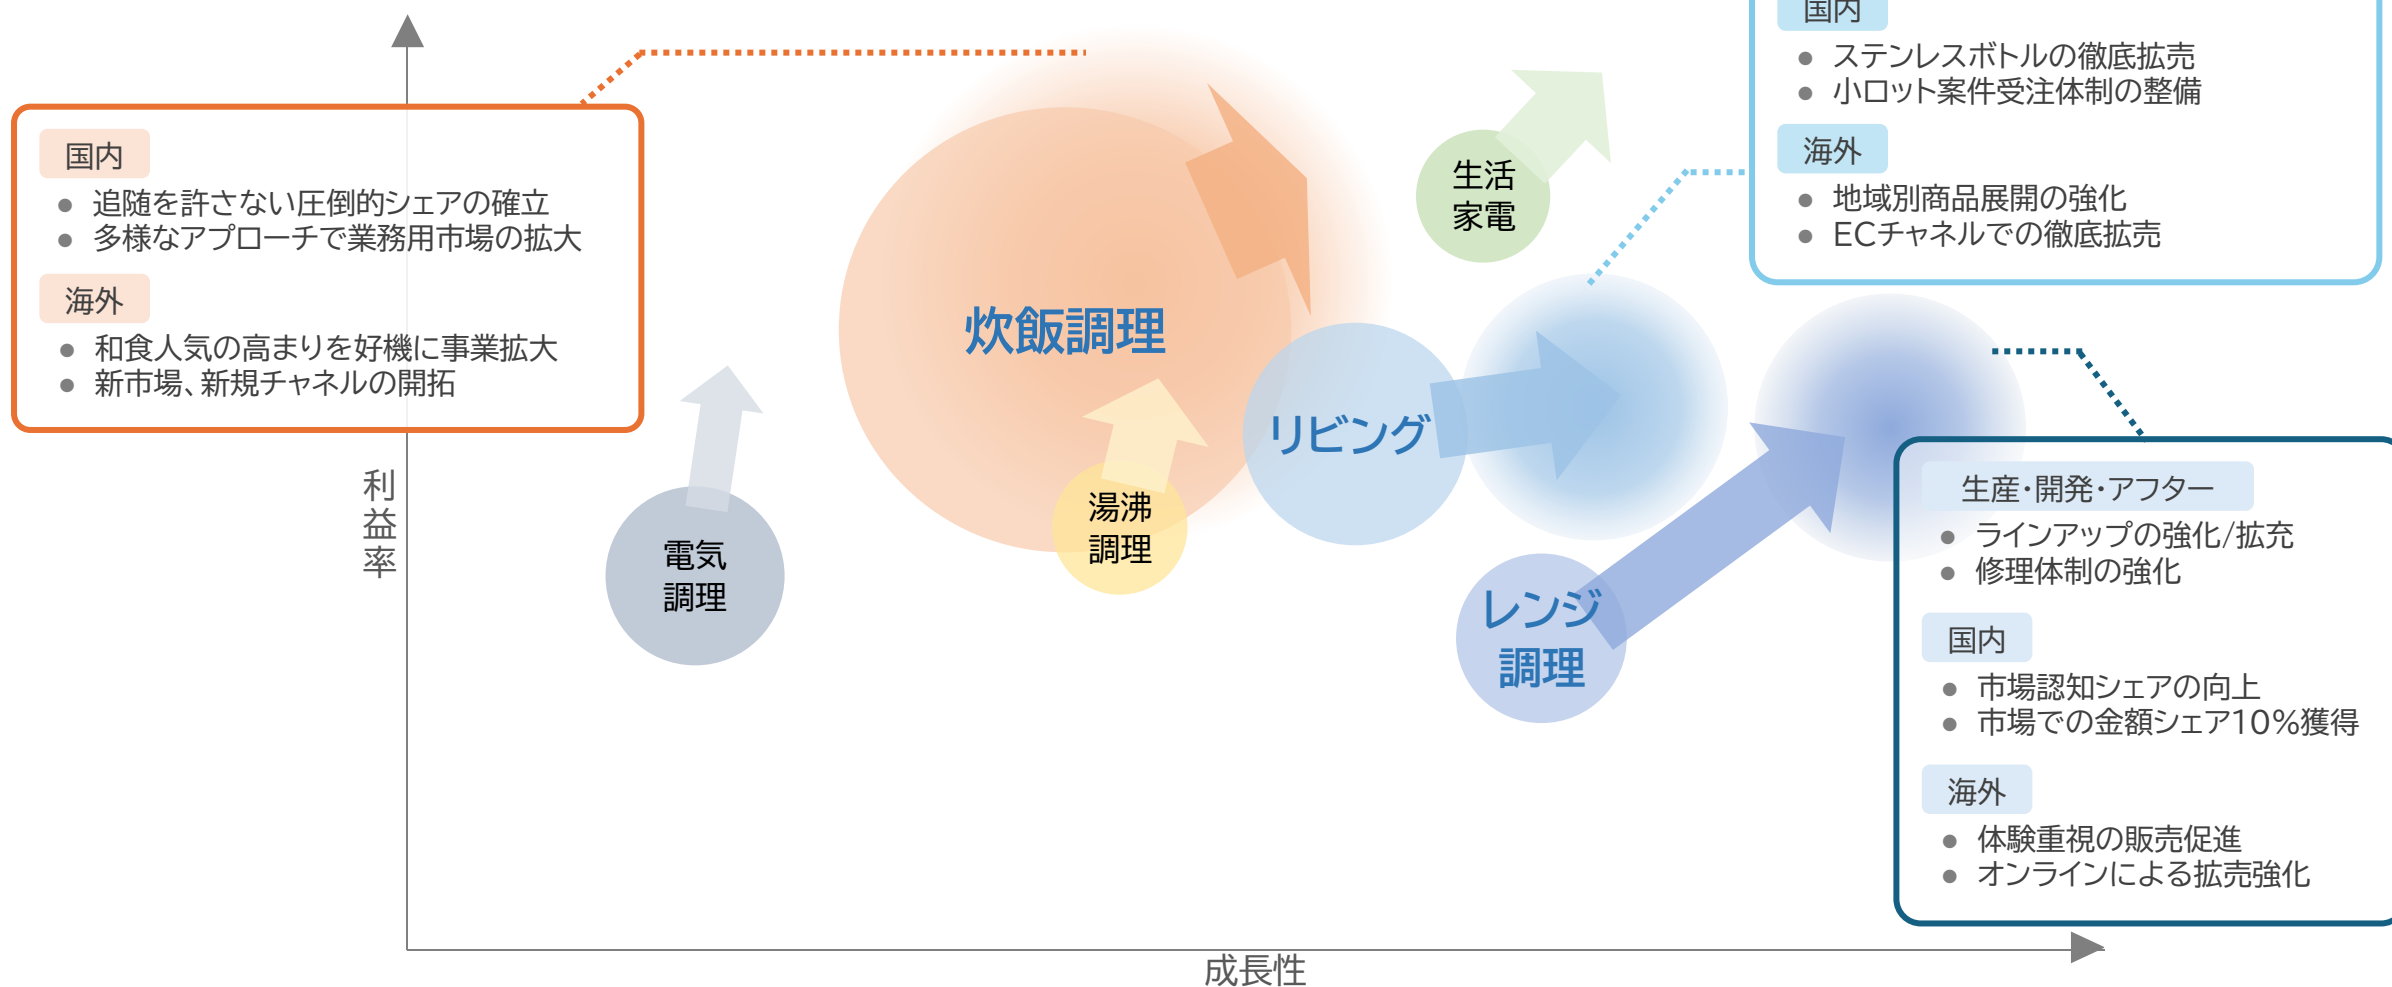 国内
追随を許さない圧倒的シェアの確立
多様なアプローチで業務用市場の拡大
海外
和食人気の高まりを好機に事業拡大
新市場、新規チャネルの開拓
利益率
電気
調理
炊飯調理
湯沸
調理
リビング
生活
家電
レンジ
調理
国内
ステンレスボトルの徹底拡売
小ロット案件受注体制の整備
海外
地域別商品展開の強化
ECチャネルでの徹底拡売
生産・開発・アフター
ラインアップの強化/拡充
修理体制の強化
国内
市場認知シェアの向上
市場での金額シェア10%獲得
海外
体験重視の販売促進
オンラインによる拡売強化
成長性